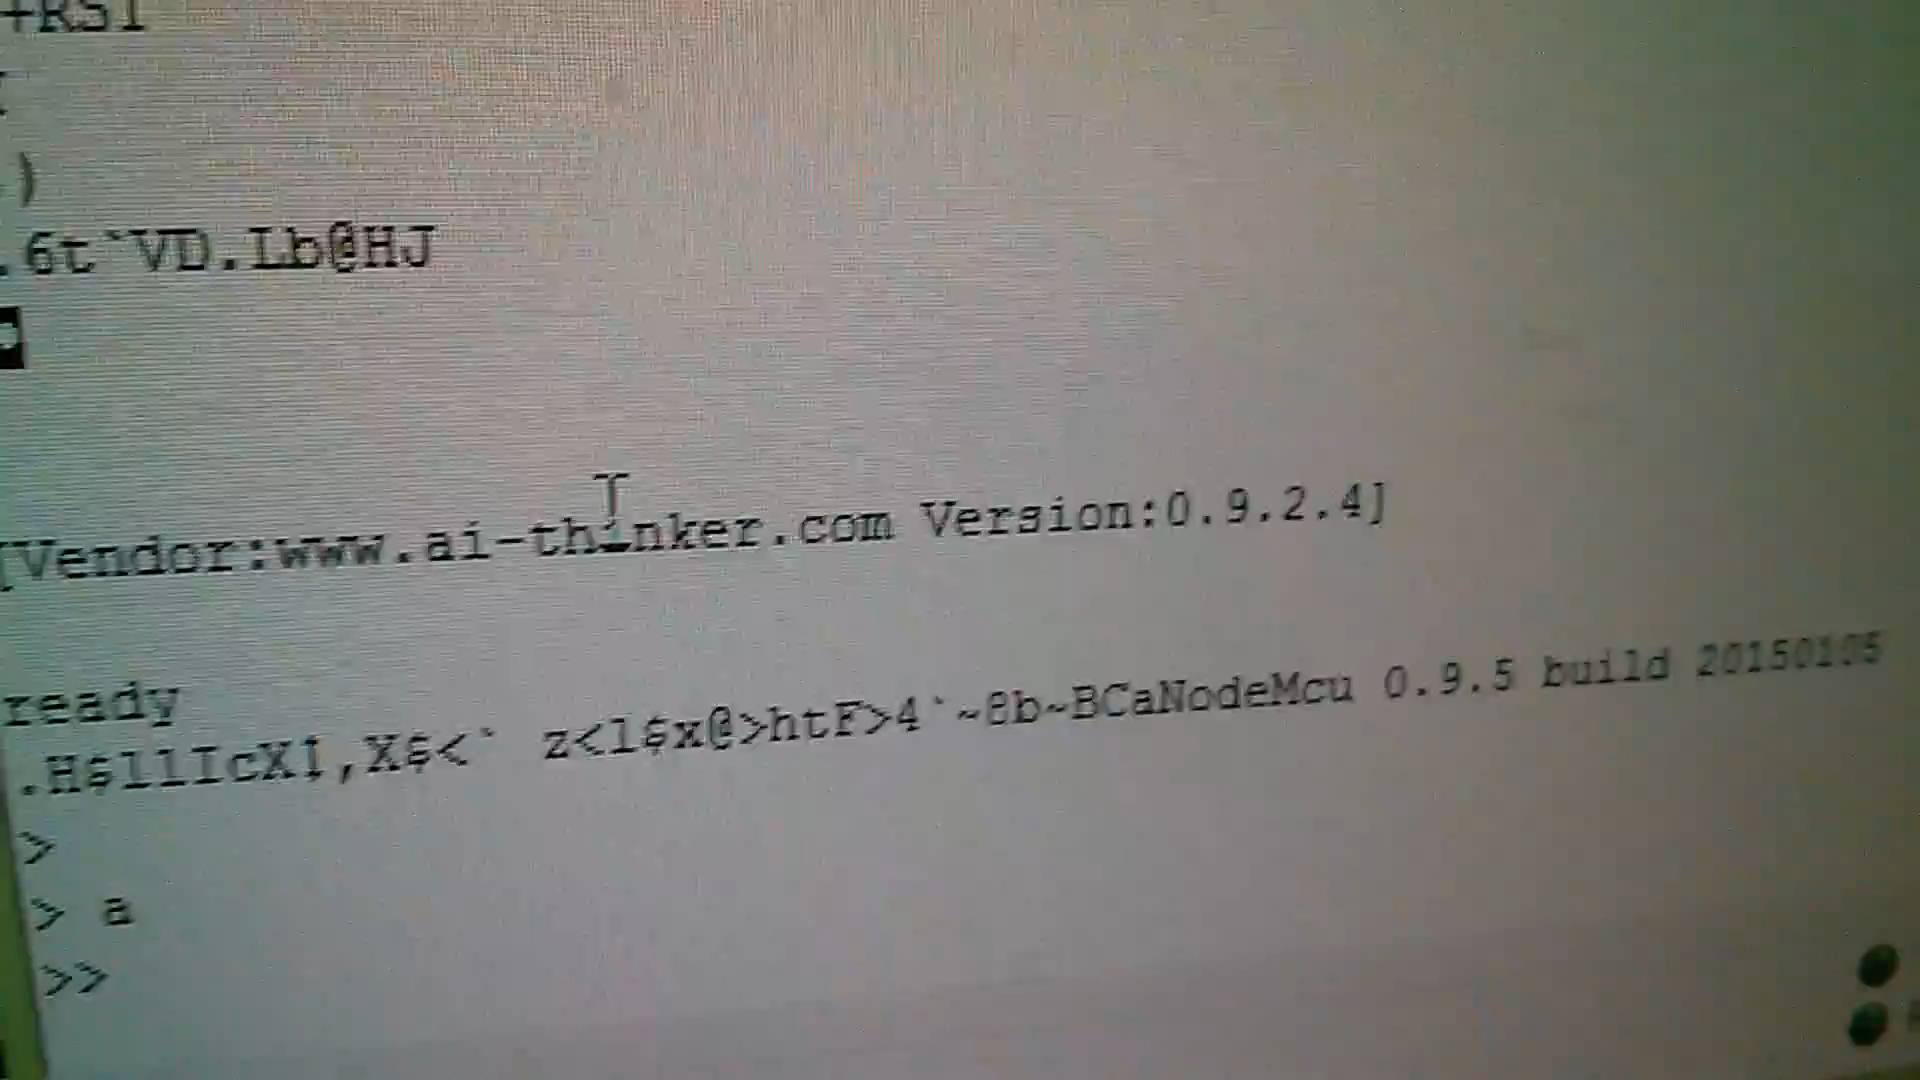 +RST
)
.6t`VD.Lb@HJ
[Vendor:www.ai-thinker.com Version:0.9.2.4]
ready
.H$11IcX1,X$<` z<1$x@>htF>4`~8b~BCaNodeMcu 0.9.5 build 20150105
>
> a
>>